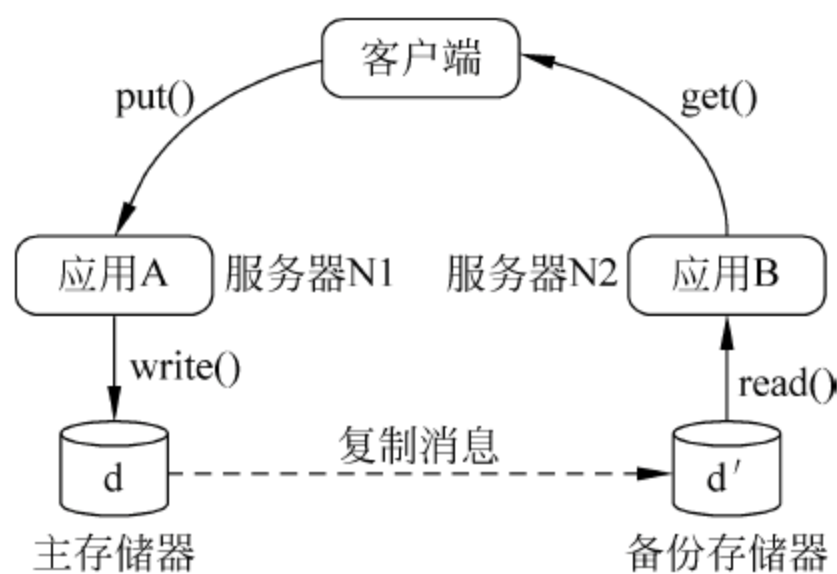 客户端
put()
get()
应用A
服务器N1
服务器N2
应用B
write()
read()
复制消息
d
d′
主存储器
备份存储器